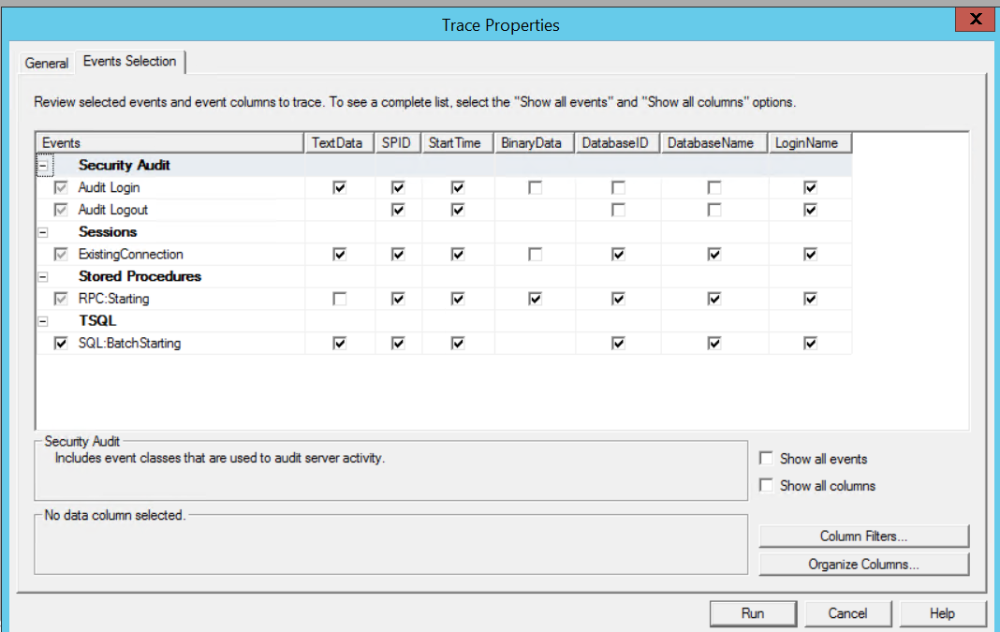 Trace Properties
X
General
Events Selection
Review selected events and event columns to trace. To see a complete list, select the "Show all events" and "Show all columns" options.
Events TextData SPID StartTime BinaryData DatabaseID DatabaseName LoginName
Security Audit
Audit Login
Audit Logout
Sessions
ExistingConnection
Stored Procedures
RPC:Starting
TSQL
SQL:BatchStarting
Security Audit
Includes event classes that are used to audit server activity.
Show all events
Show all columns
No data column selected.
Column Filters...
Organize Columns...
Run Cancel Help